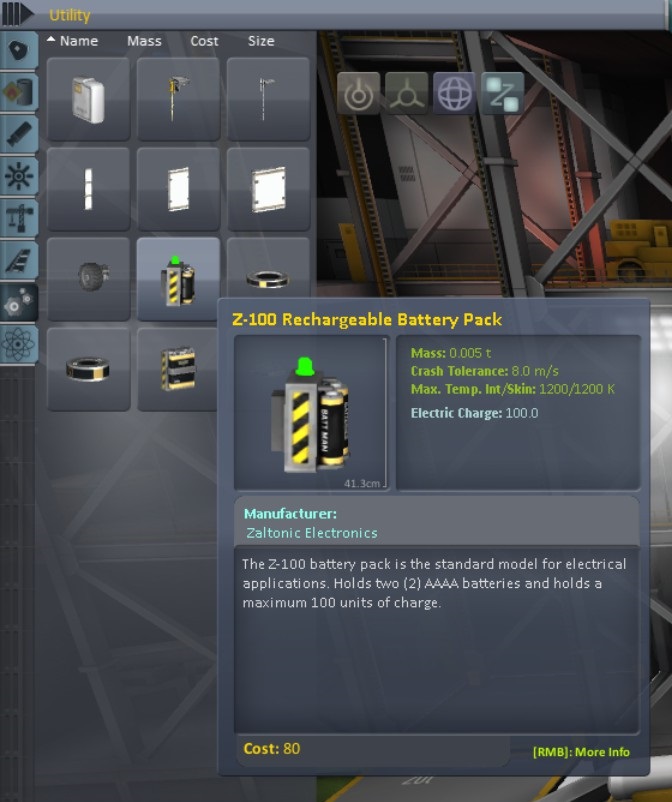 Utility
Name Mass Cost Size
Z-100 Rechargeable Battery Pack
Mass: 0.005 t
Crash Tolerance: 8.0 m/s
Max. Temp. Int/Skin: 1200/1200 K
Electric Charge: 100.0
BATT MAN
41.3cm
Manufacturer:
Zaltonic Electronics
The Z-100 battery pack is the standard model for electrical
applications. Holds two (2) AAAA batteries and holds a
maximum 100 units of charge.
Cost: 80
[RMB]: More Info